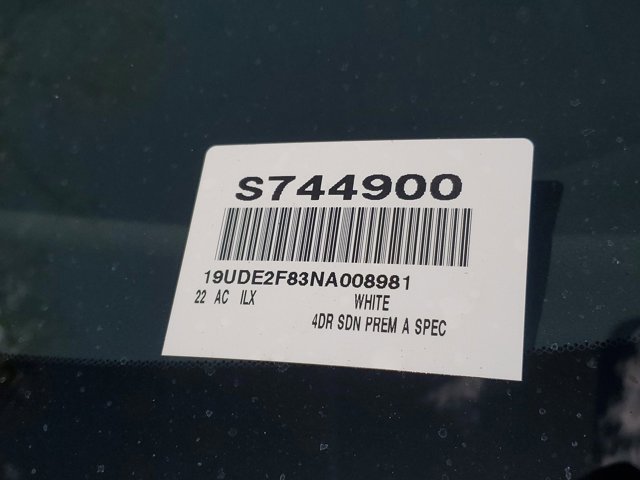 S744900
19UDE2F83NA008981
22 AC ILX WHITE
4DR SDN PREM A SPEC